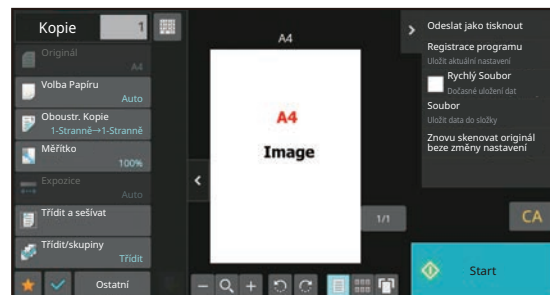 Kopie
1
Originál
A4
Volba Papíru
Auto
Oboustr. Kopie
1-Stranně→1-Stranně
Měřítko
100%
Expozice
Auto
Třídit a sešívat
Třídit/skupiny
Třídit
Ostatní
A4
A4
Image
1/1
Odeslat jako tisknout
Registrace programu
Uložit aktuální nastavení
Rychlý Soubor
Dočasné uložení dat
Soubor
Uložit data do složky
Znovu skenovat originál
beze změny nastavení
CA
Start